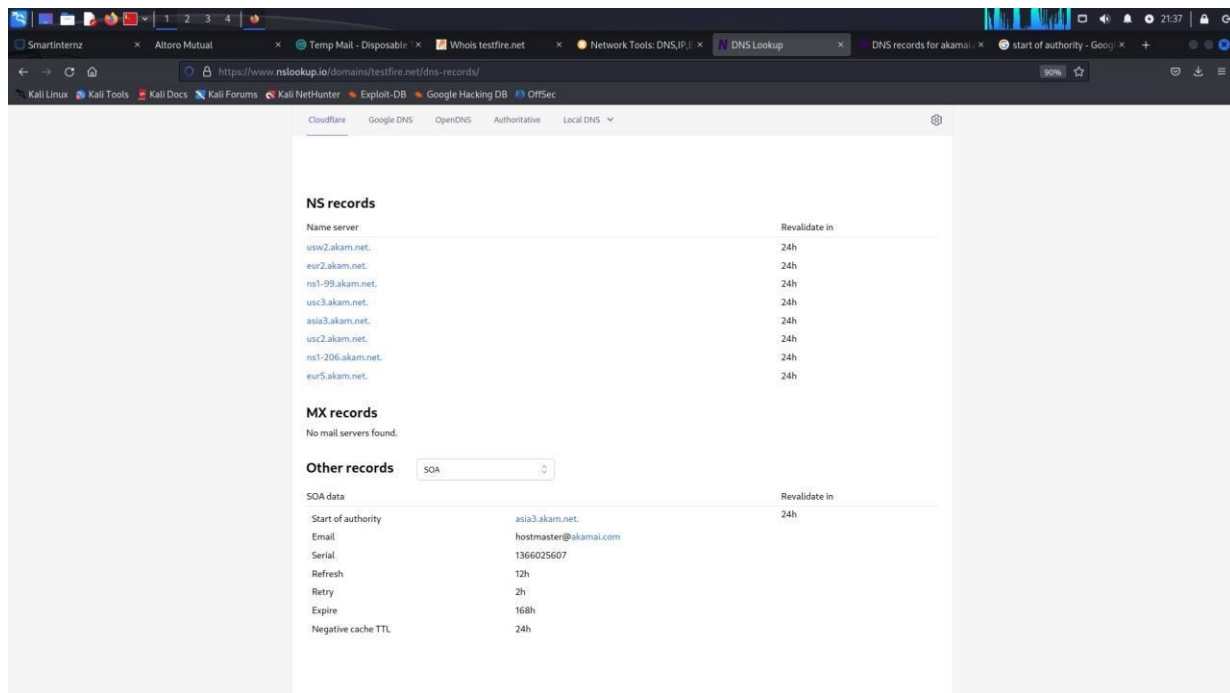 1 2 3 4 21:37
Smartinternz Altoro Mutual Temp Mail - Disposable Whois testfire.net Network Tools: DNS,IP,E DNS Lookup DNS records for akamai. start of authority - Googl
https://www.nslookup.io/domains/testfire.net/dns-records/ 90%
Kali Linux Kali Tools Kali Docs Kali Forums Kali NetHunter Exploit-DB Google Hacking DB OffSec
Cloudflare Google DNS OpenDNS Authoritative Local DNS
NS records
Name server Revalidate in
usw2.akam.net. 24h
eur2.akam.net. 24h
ns1-99.akam.net. 24h
usc3.akam.net. 24h
asia3.akam.net. 24h
usc2.akam.net. 24h
ns1-206.akam.net. 24h
eur5.akam.net. 24h
MX records
No mail servers found.
Other records SOA
SOA data Revalidate in
Start of authority asia3.akam.net. 24h
Email hostmaster@akamai.com
Serial 1366025607
Refresh 12h
Retry 2h
Expire 168h
Negative cache TTL 24h